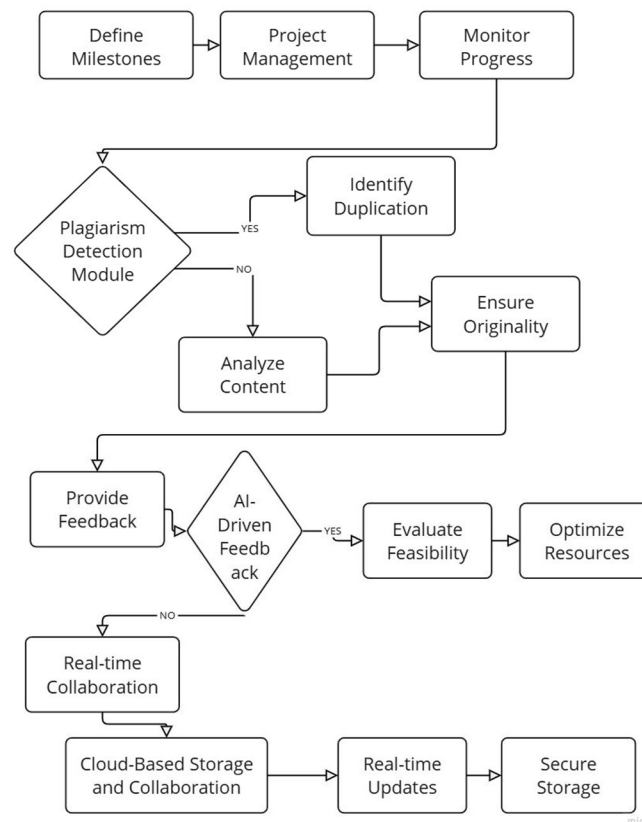 Define
Milestones
Project
Management
Monitor
Progress
Plagiarism
Detection
Module
YES
Identify
Duplication
NO
Analyze
Content
Ensure
Originality
Provide
Feedback
AI-
Driven
Feedb
ack
YES
Evaluate
Feasibility
Optimize
Resources
NO
Real-time
Collaboration
Cloud-Based Storage
and Collaboration
Real-time
Updates
Secure
Storage